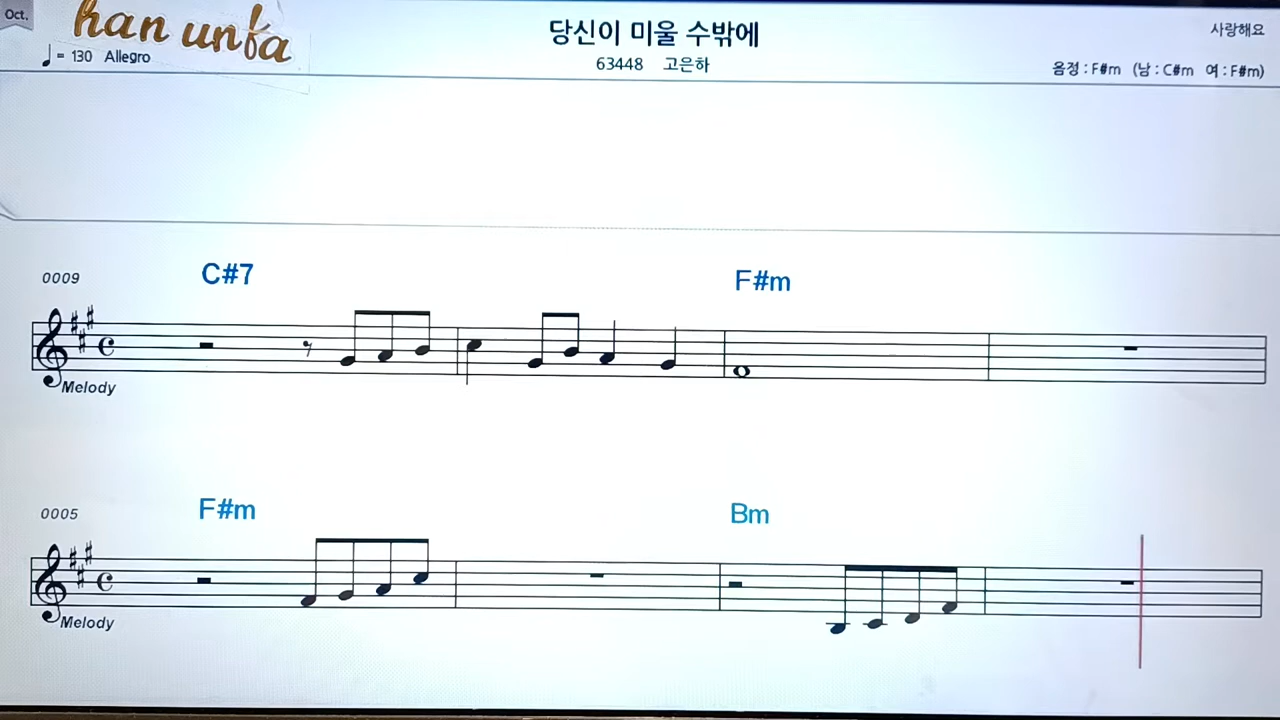 Oct.
han unfa
당신이 미울 수밖에
사랑해요
♩= 130 Allegro
63448 고은하
음정 : F#m (남 : C#m 여 : F#m)
0009
C#7
F#m
Melody
0005
F#m
Bm
Melody